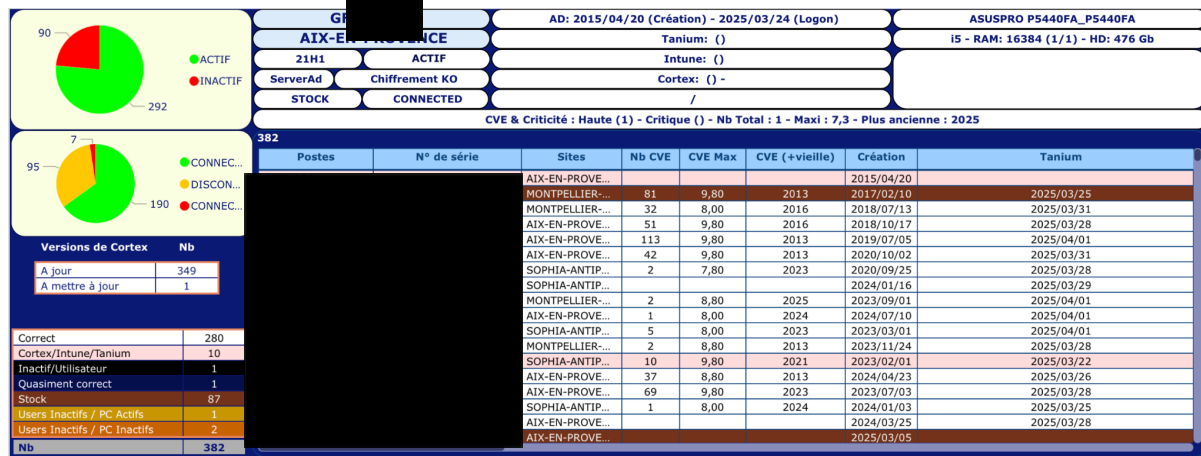 90
292
ACTIF
INACTIF
7
95
190
CONNEC...
DISCON...
CONNEC...
Versions de Cortex Nb
A jour 349
A mettre à jour 1
Correct 280
Cortex/Intune/Tanium 10
Inactif/Utilisateur 1
Quasiment correct 1
Stock 87
Users Inactifs / PC Actifs 1
Users Inactifs / PC Inactifs 2
Nb 382
AD: 2015/04/20 (Création) - 2025/03/24 (Logon) ASUSPRO P5440FA_P5440FA
AIX-EN-PROVENCE Tanium: () i5 - RAM: 16384 (1/1) - HD: 476 Gb
21H1 ACTIF Intune: ()
ServerAd Chiffrement KO Cortex: () -
STOCK CONNECTED /
CVE & Criticité : Haute (1) - Critique () - Nb Total : 1 - Maxi : 7,3 - Plus ancienne : 2025
382
Postes N° de série Sites Nb CVE CVE Max CVE (+vieille) Création Tanium
AIX-EN-PROVE... 2015/04/20
MONTPELLIER-... 81 9,80 2013 2017/02/10 2025/03/25
MONTPELLIER-... 32 8,00 2016 2018/07/13 2025/03/31
AIX-EN-PROVE... 51 9,80 2016 2018/10/17 2025/03/28
AIX-EN-PROVE... 113 9,80 2013 2019/07/05 2025/04/01
AIX-EN-PROVE... 42 9,80 2013 2020/10/02 2025/03/31
SOPHIA-ANTIP... 2 7,80 2023 2020/09/25 2025/03/28
SOPHIA-ANTIP... 2024/01/16 2025/03/29
MONTPELLIER-... 2 8,80 2025 2023/09/01 2025/04/01
AIX-EN-PROVE... 1 8,00 2024 2024/07/10 2025/04/01
SOPHIA-ANTIP... 5 8,00 2023 2023/03/01 2025/04/01
MONTPELLIER-... 2 8,80 2013 2023/11/24 2025/03/28
SOPHIA-ANTIP... 10 9,80 2021 2023/02/01 2025/03/22
AIX-EN-PROVE... 37 8,80 2013 2024/04/23 2025/03/26
AIX-EN-PROVE... 69 9,80 2023 2023/07/03 2025/03/28
SOPHIA-ANTIP... 1 8,00 2024 2024/01/03 2025/03/25
AIX-EN-PROVE... 2024/03/25 2025/03/28
AIX-EN-PROVE... 2025/03/05